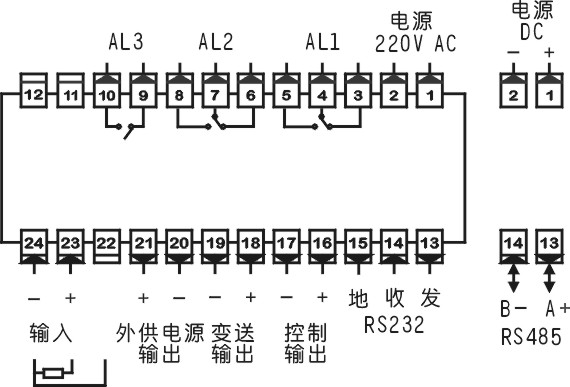 电源
DC
电源
AL3 AL2 AL1 220V AC
− +
12 11 10 9 8 7 6 5 4 3 2 1 2 1
24 23 22 21 20 19 18 17 16 15 14 13 14 13
− + + − − + − + 地 收 发 B− A+
RS232 RS485
输入 外供电源 变送 控制
输出 输出 输出